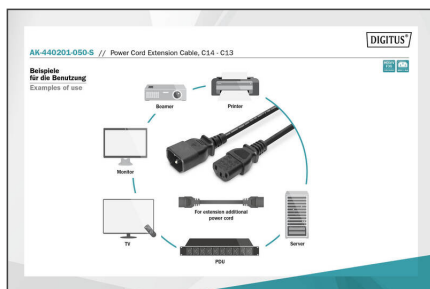 DIGITUS®
AK-440201-050-S // Power Cord Extension Cable, C14 - C13
Beispiele
für die Benutzung
Examples of use
Beamer
Printer
Monitor
For extension additional
power cord
TV
Server
PDU